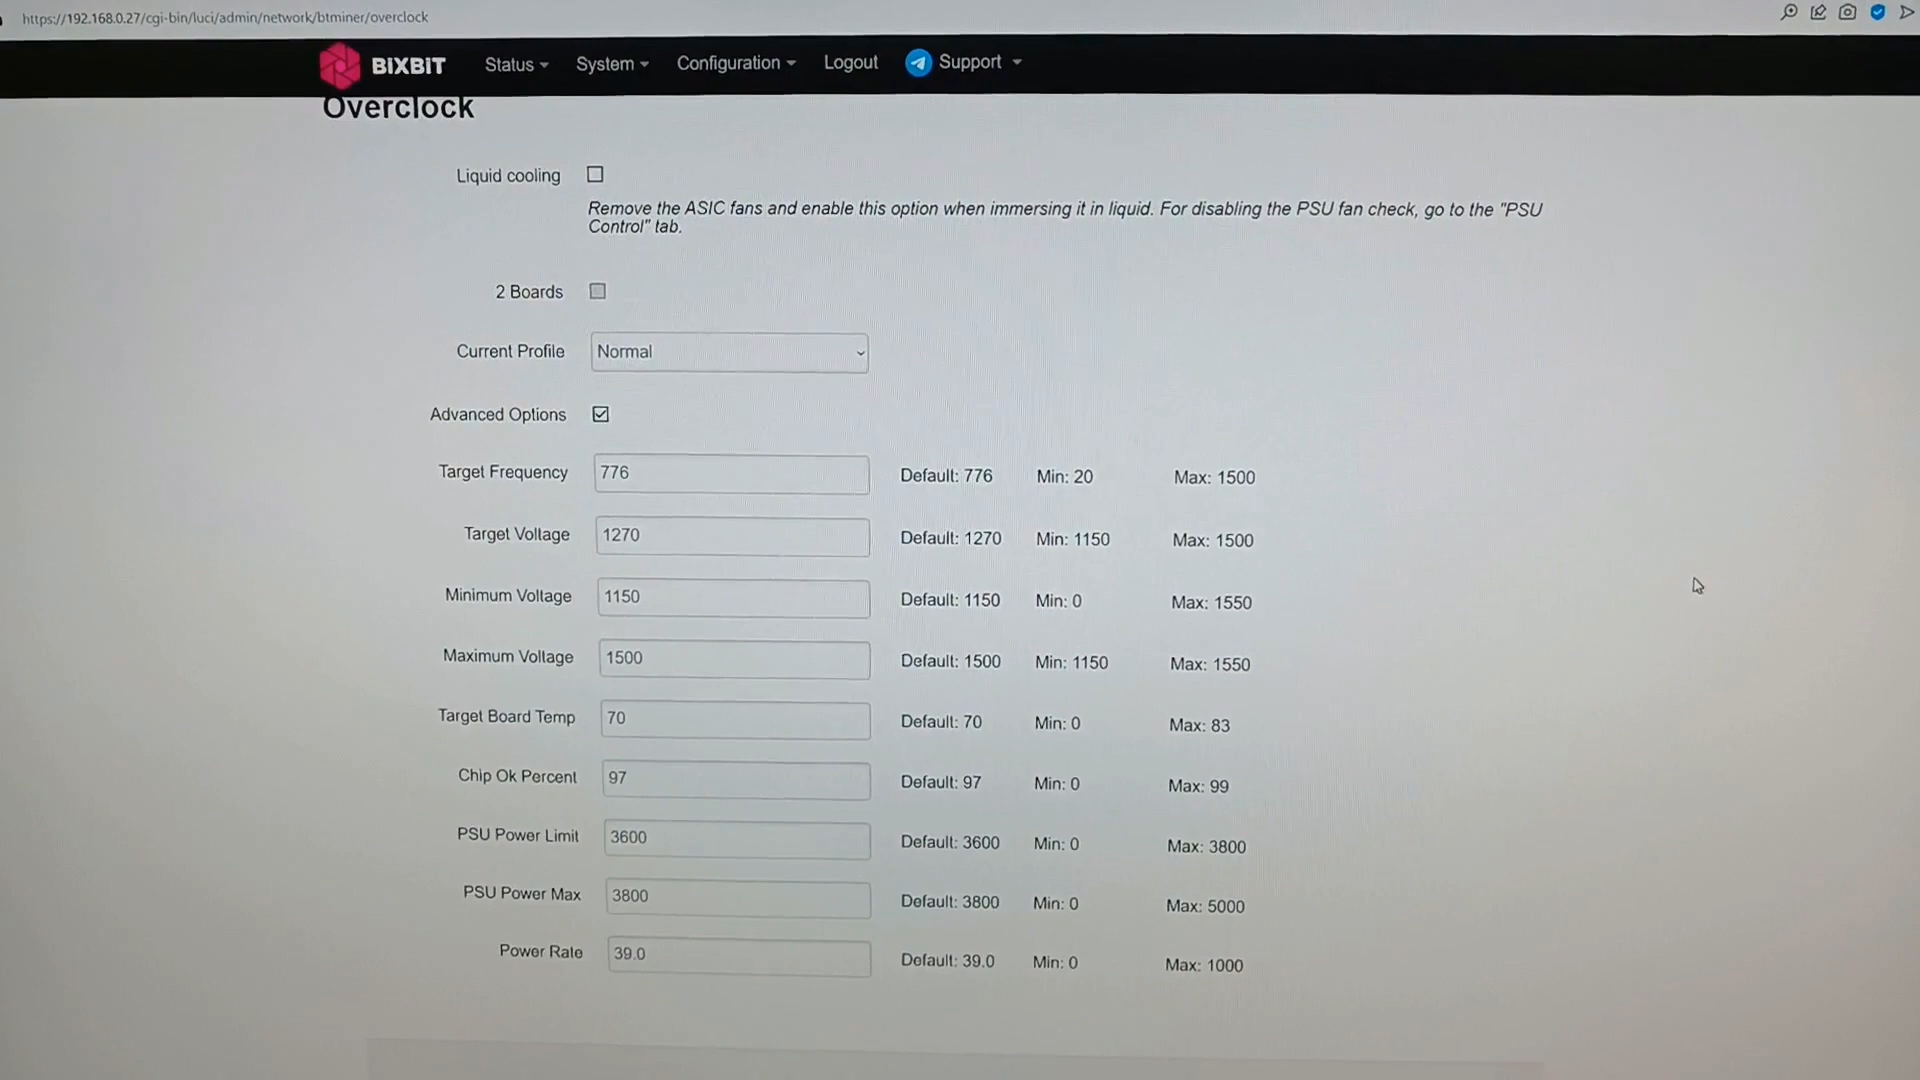 https://192.168.0.27/cgi-bin/luci/admin/network/btminer/overclock
BIXBIT Status System Configuration Logout Support
Overclock
Liquid cooling
Remove the ASIC fans and enable this option when immersing it in liquid. For disabling the PSU fan check, go to the "PSU
Control" tab.
2 Boards
Current Profile Normal
Advanced Options
Target Frequency 776 Default: 776 Min: 20 Max: 1500
Target Voltage 1270 Default: 1270 Min: 1150 Max: 1500
Minimum Voltage 1150 Default: 1150 Min: 0 Max: 1550
Maximum Voltage 1500 Default: 1500 Min: 1150 Max: 1550
Target Board Temp 70 Default: 70 Min: 0 Max: 83
Chip Ok Percent 97 Default: 97 Min: 0 Max: 99
PSU Power Limit 3600 Default: 3600 Min: 0 Max: 3800
PSU Power Max 3800 Default: 3800 Min: 0 Max: 5000
Power Rate 39.0 Default: 39.0 Min: 0 Max: 1000